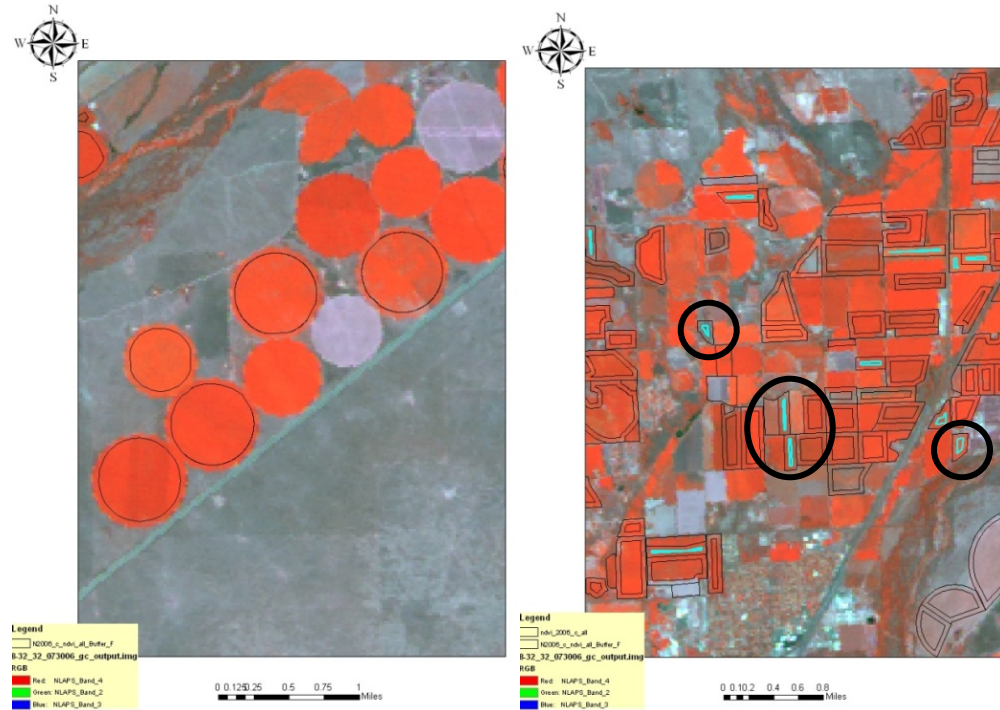 N
W E
S
Legend
N2006_c_ndvi_all_Buffer_F
8-32_32_073006_gc_output.img
RGB
Red: NLAPS_Band_4
Green: NLAPS_Band_2
Blue: NLAPS_Band_3
0 0.125 0.25 0.5 0.75 1
Miles
N
W E
S
Legend
ndvi_2006_c_all
N2006_c_ndvi_all_Buffer_F
8-32_32_073006_gc_output.img
RGB
Red: NLAPS_Band_4
Green: NLAPS_Band_2
Blue: NLAPS_Band_3
0 0.1 0.2 0.4 0.6 0.8
Miles